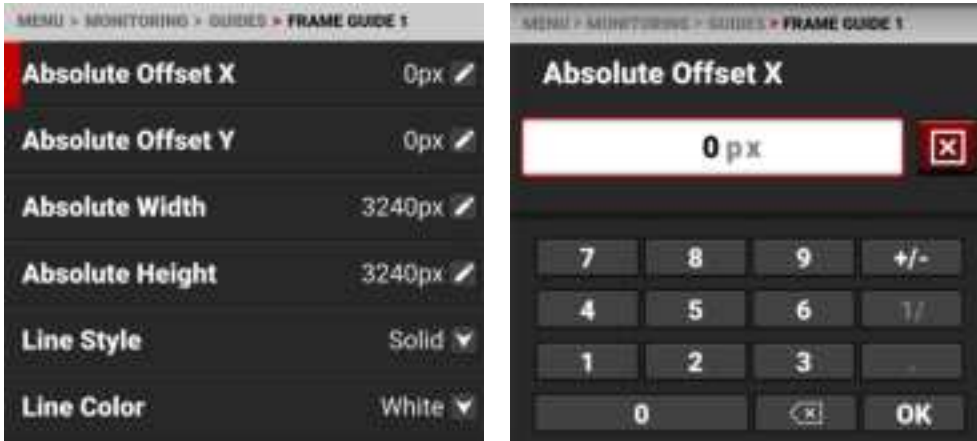 MENU > MONITORING > GUIDES > FRAME GUIDE 1
Absolute Offset X 0px
Absolute Offset Y 0px
Absolute Width 3240px
Absolute Height 3240px
Line Style Solid
Line Color White
MENU > MONITORING > GUIDES > FRAME GUIDE 1
Absolute Offset X
0 px
7 8 9 +/-
4 5 6 1/
1 2 3 .
0 OK